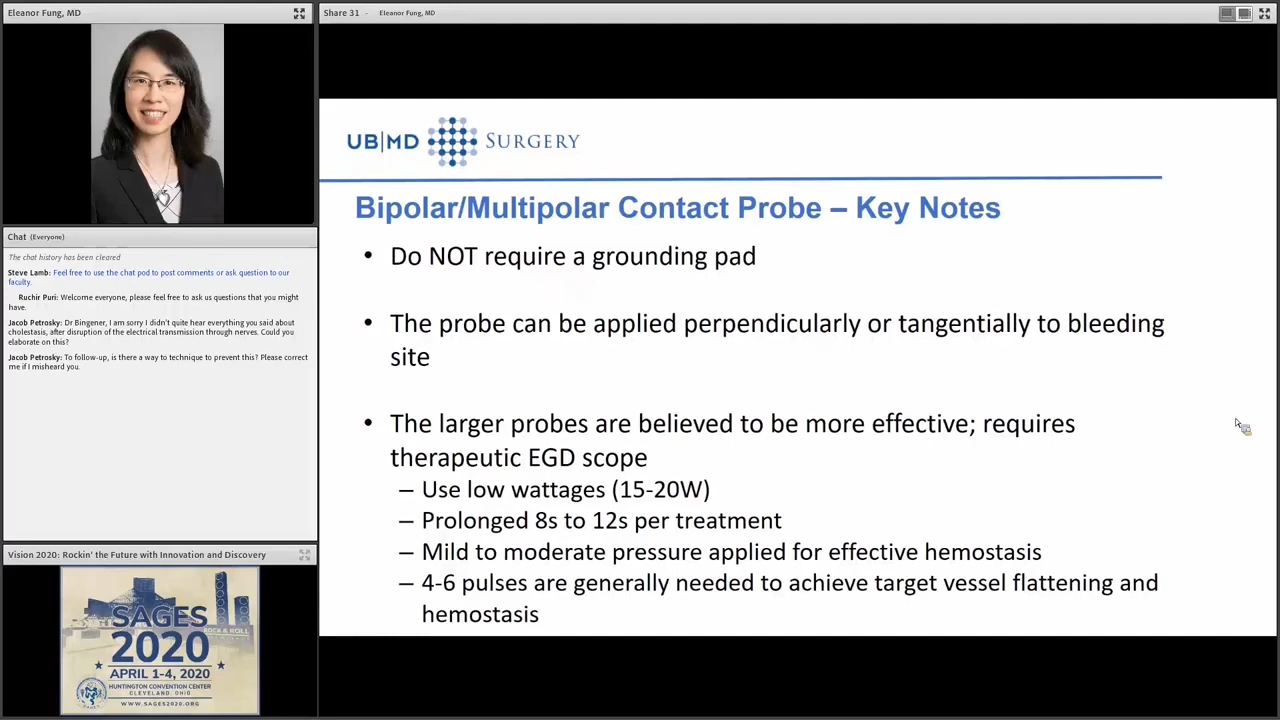 Eleanor Fung, MD
Share 31 - Eleanor Fung, MD
Chat (Everyone)
The chat history has been cleared
Steve Lamb: Feel free to use the chat pod to post comments or ask question to our
faculty.
Ruchir Puri: Welcome everyone, please feel free to ask us questions that you might
have.
Jacob Petrosky: Dr Bingener, I am sorry I didn't quite hear everything you said about
cholestasis, after disruption of the electrical transmission through nerves. Could you
elaborate on this?
Jacob Petrosky: To follow-up, is there a way to technique to prevent this? Please correct
me if I misheard you.
Vision 2020: Rockin' the Future with Innovation and Discovery
SAGES
2020
ROCK & ROLL
APRIL 1-4, 2020
HUNTINGTON CONVENTION CENTER
CLEVELAND, OHIO
WWW.SAGES2020.ORG
UB|MD SURGERY
Bipolar/Multipolar Contact Probe – Key Notes
• Do NOT require a grounding pad
• The probe can be applied perpendicularly or tangentially to bleeding
site
• The larger probes are believed to be more effective; requires
therapeutic EGD scope
– Use low wattages (15-20W)
– Prolonged 8s to 12s per treatment
– Mild to moderate pressure applied for effective hemostasis
– 4-6 pulses are generally needed to achieve target vessel flattening and
hemostasis